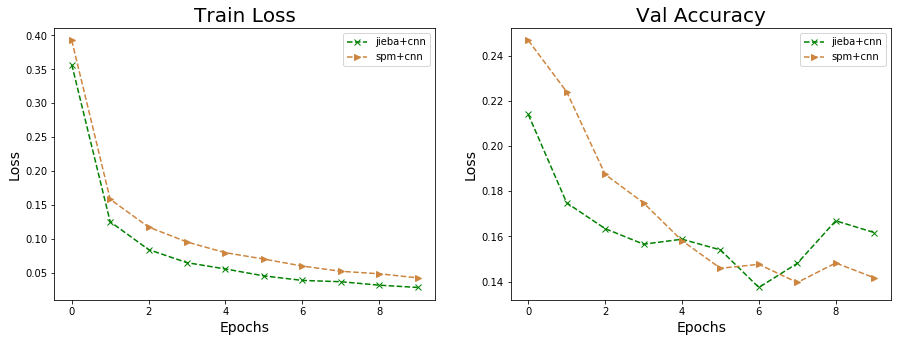 Train Loss
jieba+cnn
spm+cnn
0.40
0.35
0.30
0.25
0.20
0.15
0.10
0.05
Loss
0 2 4 6 8
Epochs
Val Accuracy
jieba+cnn
spm+cnn
0.24
0.22
0.20
0.18
0.16
0.14
Loss
0 2 4 6 8
Epochs